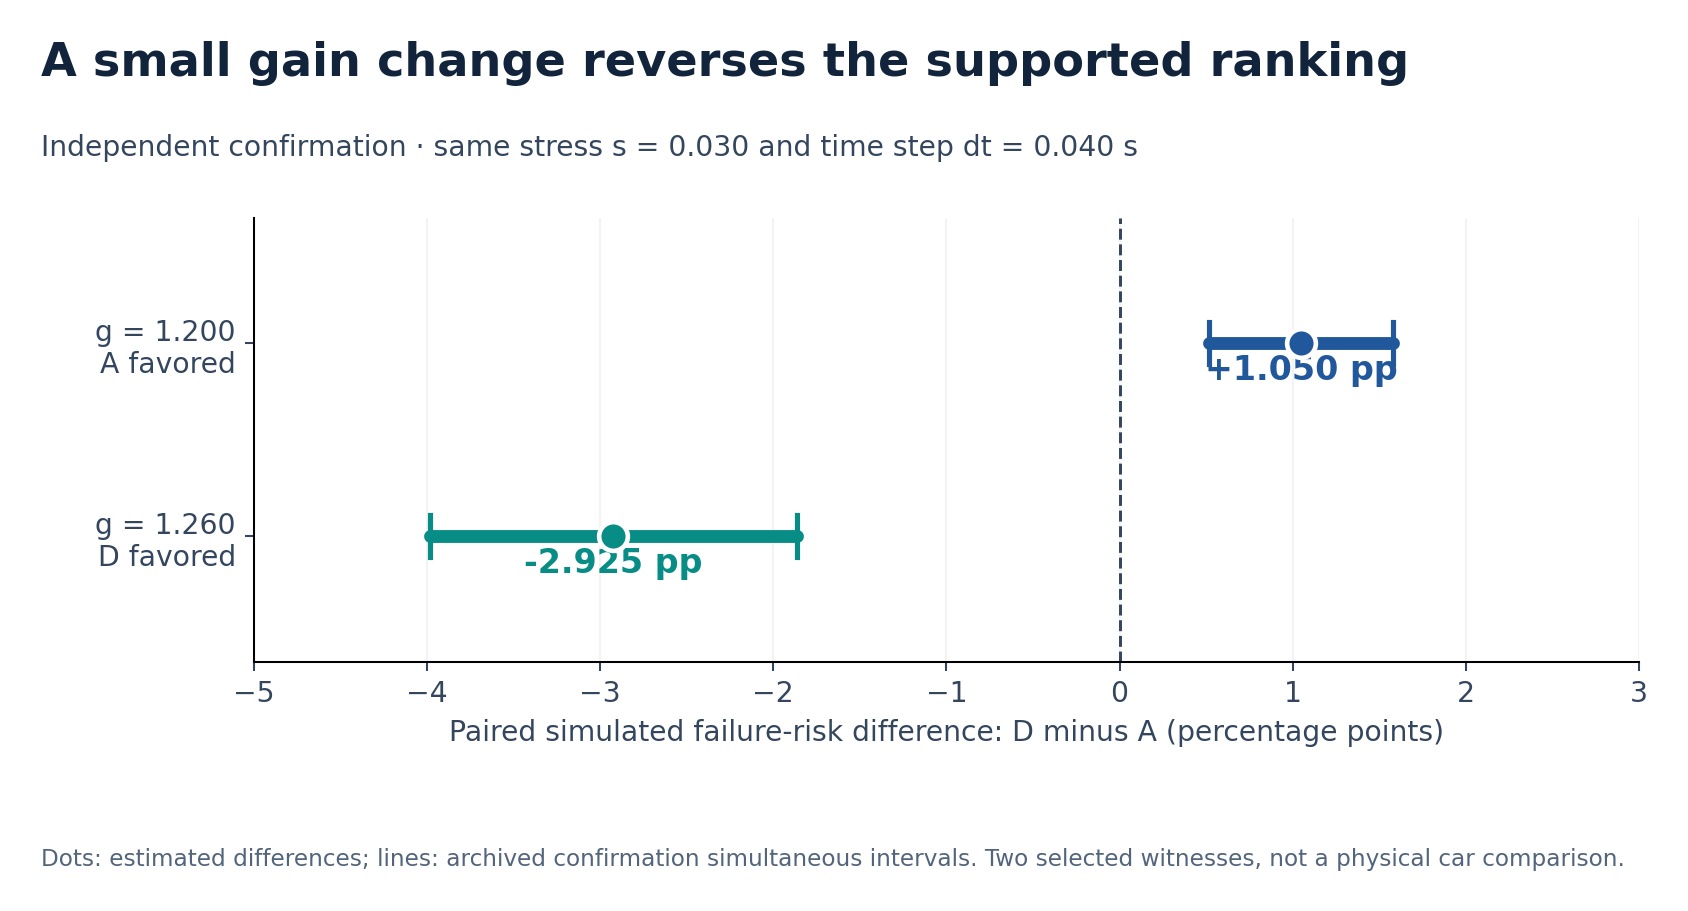 A small gain change reverses the supported ranking
Independent confirmation · same stress s = 0.030 and time step dt = 0.040 s
g = 1.200
A favored
+1.050 pp
g = 1.260
D favored
-2.925 pp
−5 −4 −3 −2 −1 0 1 2 3
Paired simulated failure-risk difference: D minus A (percentage points)
Dots: estimated differences; lines: archived confirmation simultaneous intervals. Two selected witnesses, not a physical car comparison.